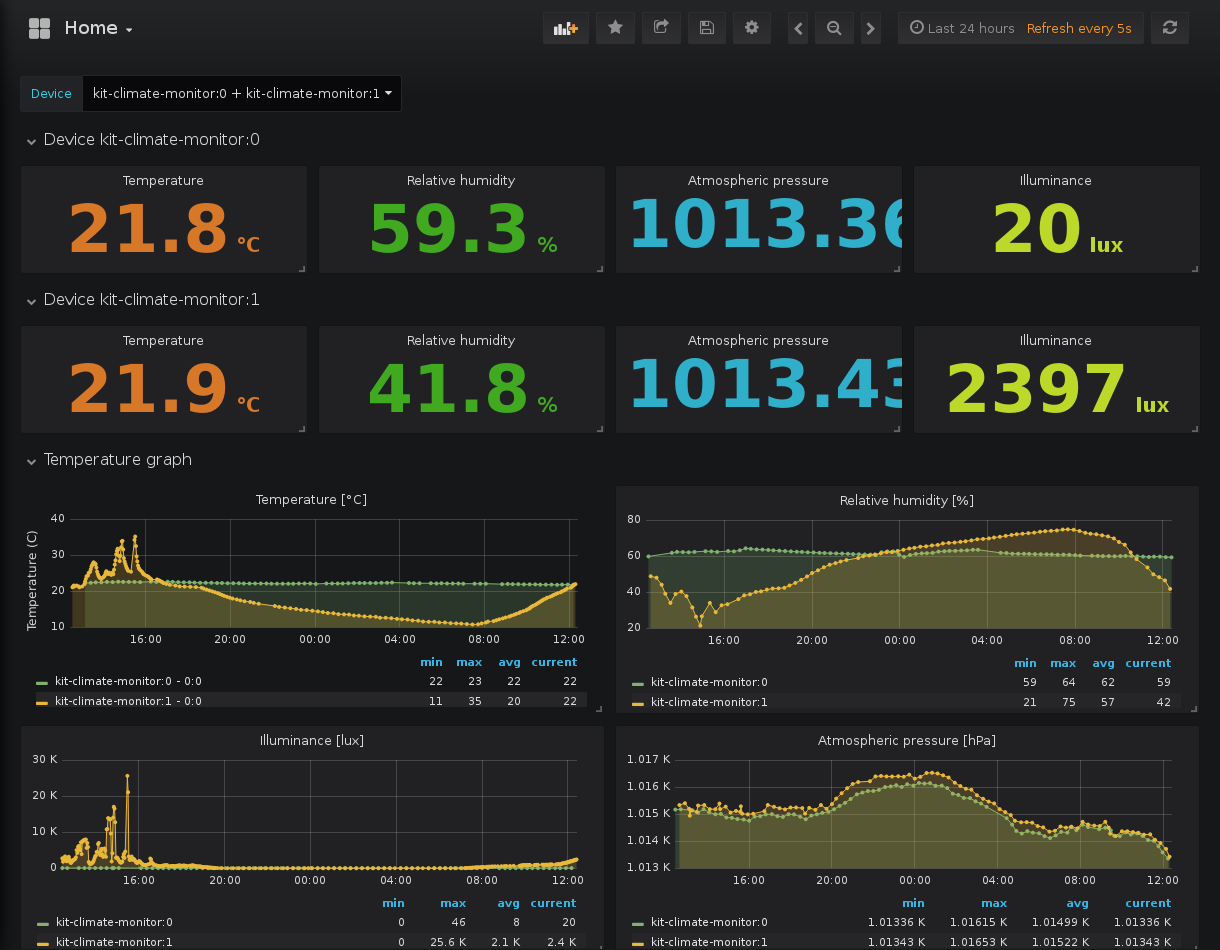 Home
Last 24 hours Refresh every 5s
Device kit-climate-monitor:0 + kit-climate-monitor:1
Device kit-climate-monitor:0
Temperature Relative humidity Atmospheric pressure Illuminance
21.8 °C 59.3 % 1013.36 20 lux
Device kit-climate-monitor:1
Temperature Relative humidity Atmospheric pressure Illuminance
21.9 °C 41.8 % 1013.43 2397 lux
Temperature graph
Temperature [°C]
Temperature (C)
40
30
20
10
16:00 20:00 00:00 04:00 08:00 12:00
min max avg current
kit-climate-monitor:0 - 0:0 22 23 22 22
kit-climate-monitor:1 - 0:0 11 35 20 22
Relative humidity [%]
80
60
40
20
16:00 20:00 00:00 04:00 08:00 12:00
min max avg current
kit-climate-monitor:0 59 64 62 59
kit-climate-monitor:1 21 75 57 42
Illuminance [lux]
30 K
20 K
10 K
0
16:00 20:00 00:00 04:00 08:00 12:00
min max avg current
kit-climate-monitor:0 0 46 8 20
kit-climate-monitor:1 0 25.6 K 2.1 K 2.4 K
Atmospheric pressure [hPa]
1.017 K
1.016 K
1.015 K
1.014 K
1.013 K
16:00 20:00 00:00 04:00 08:00 12:00
min max avg current
kit-climate-monitor:0 1.01336 K 1.01615 K 1.01499 K 1.01336 K
kit-climate-monitor:1 1.01343 K 1.01653 K 1.01522 K 1.01343 K